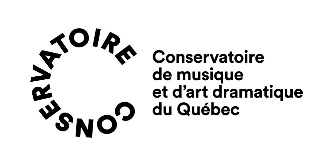 CONSERVATOIRE
Conservatoire
de musique
et d'art dramatique
du Québec